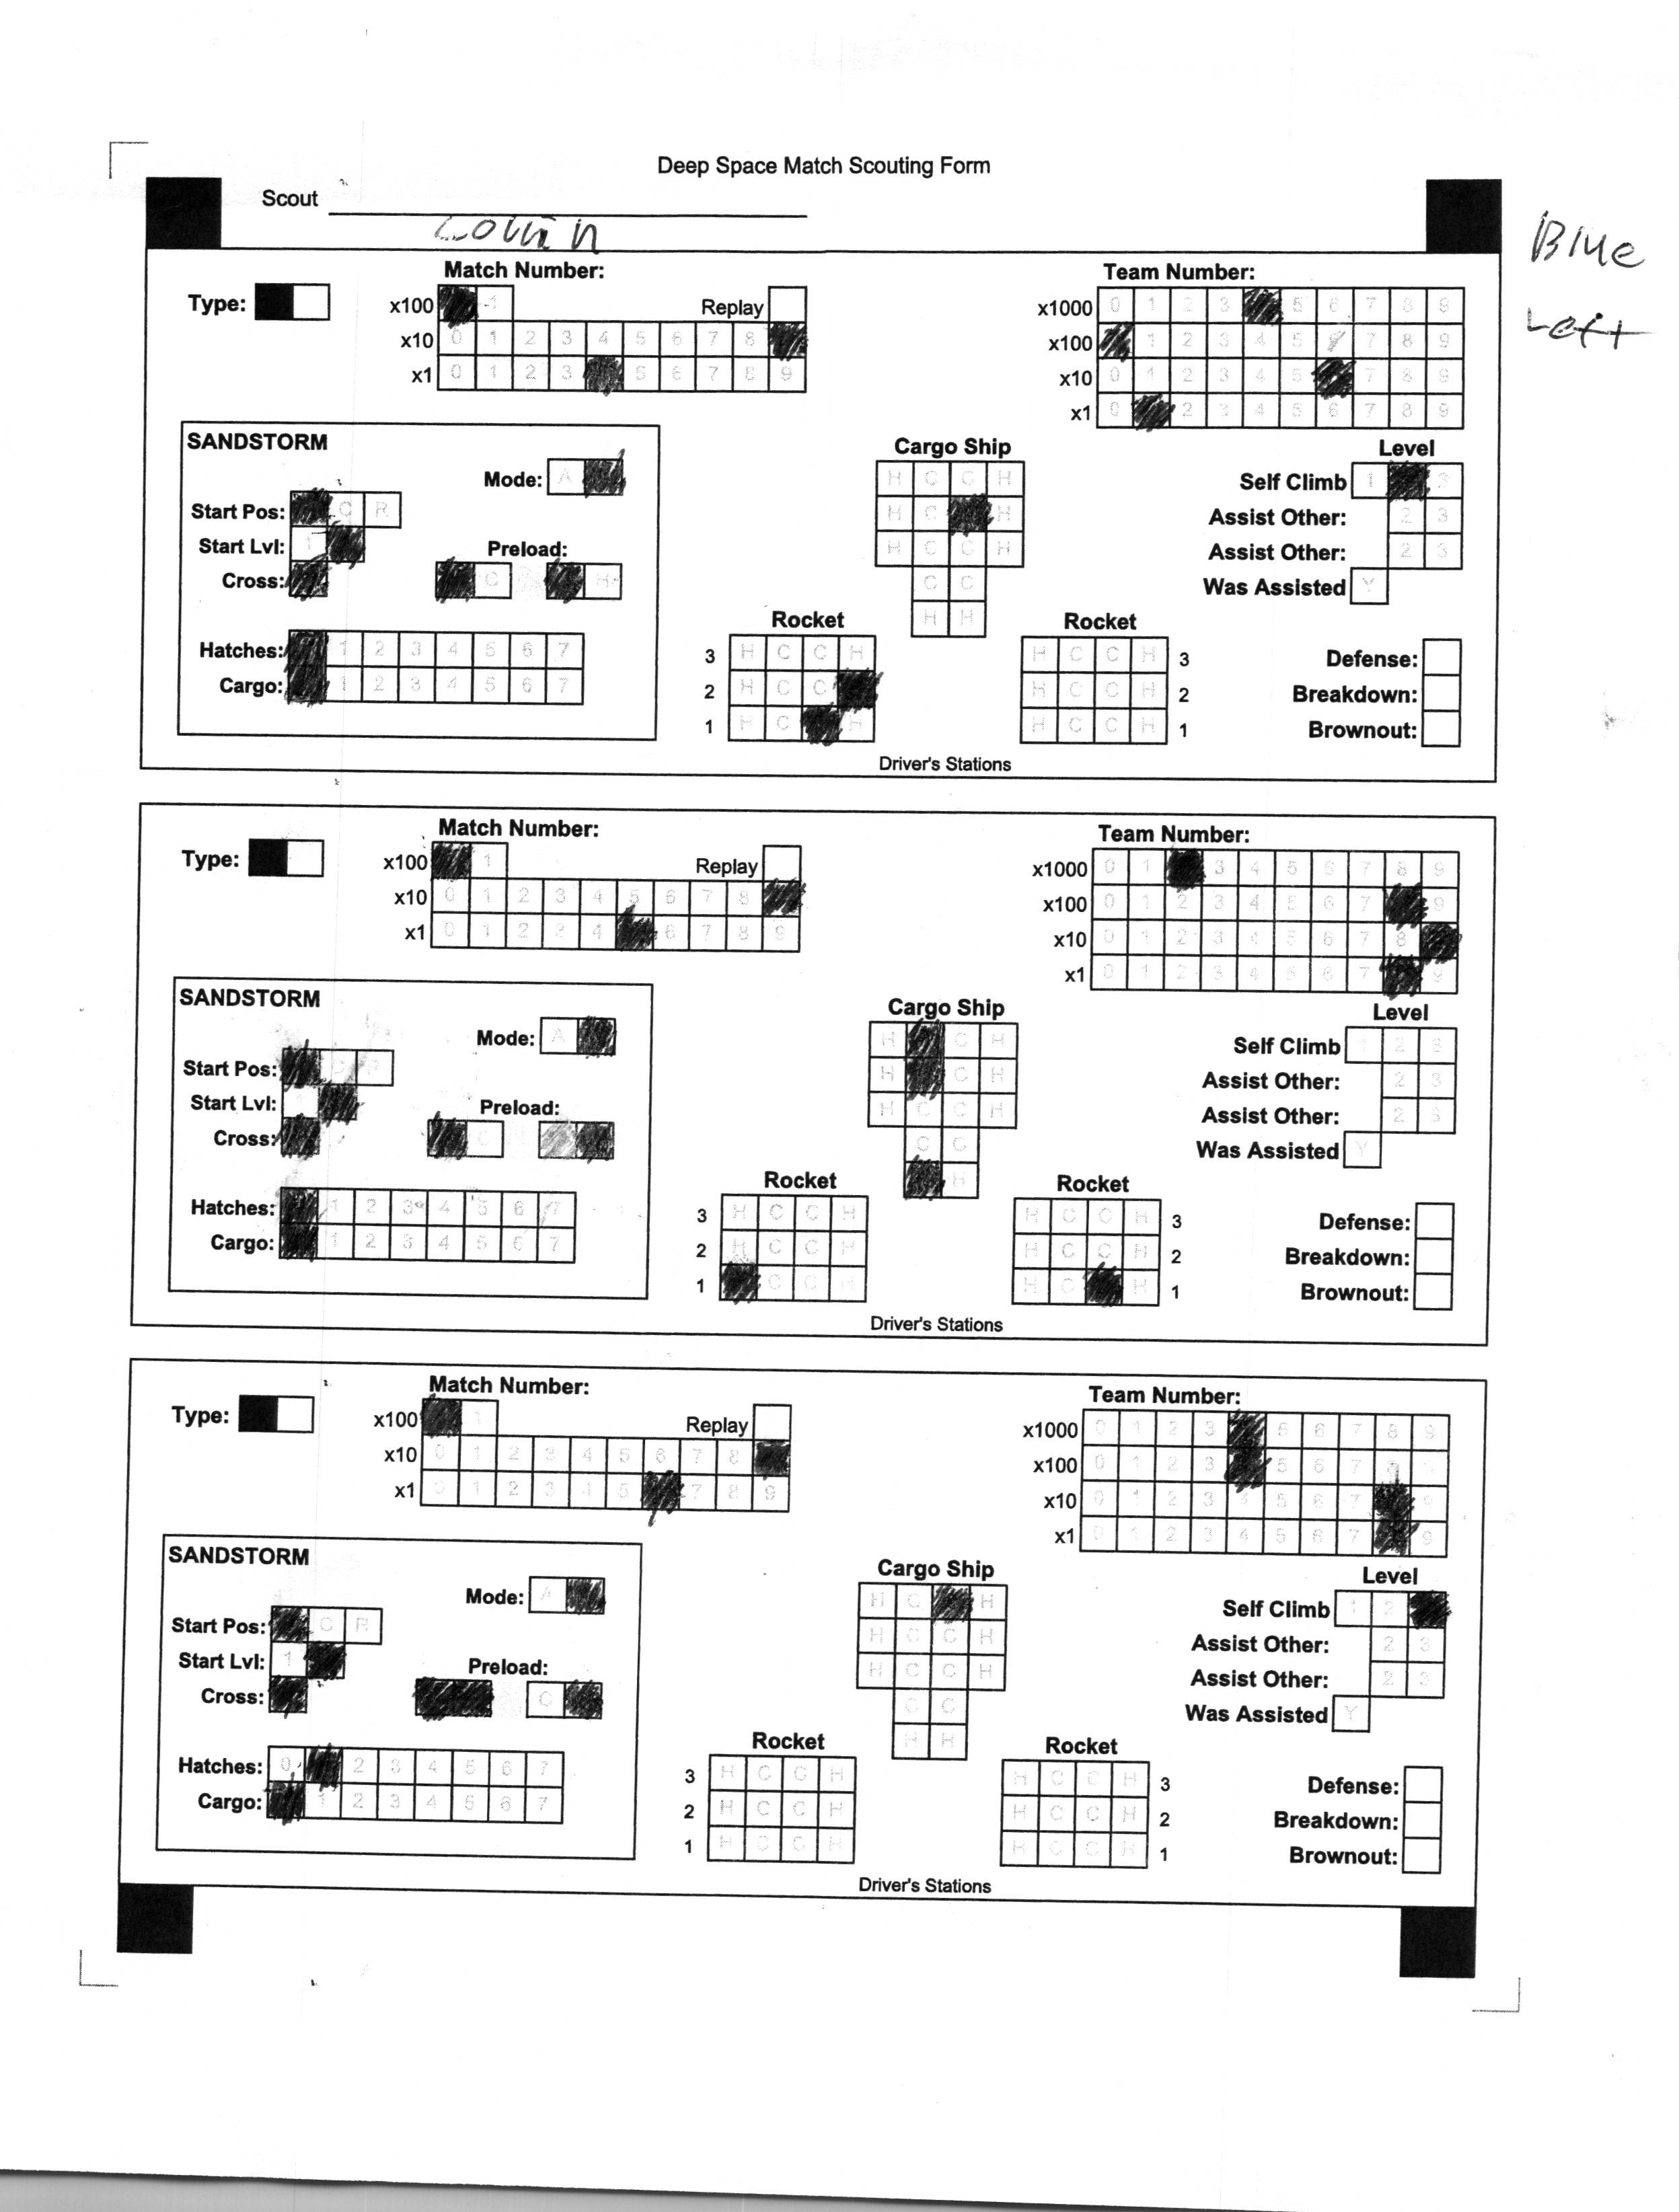 Deep Space Match Scouting Form
Scout
Blue
Left
Match Number:
Team Number:
Type:
x100 1 Replay
x10 0 1 2 3 4 5 6 7 8
x1 0 1 2 3 5 6 7 8 9
x1000 0 1 2 3 5 6 7 8 9
x100 1 2 3 4 5 6 7 8 9
x10 0 1 2 3 4 5 7 8 9
x1 0 2 3 4 5 6 7 8 9
SANDSTORM
Mode: A
Start Pos: C R
Start Lvl: 1
Cross:
Preload:
C H
Hatches: 1 2 3 4 5 6 7
Cargo: 1 2 3 4 5 6 7
Cargo Ship
H C C H
H C H
H C C H
C C
H H
Level
Self Climb 1 3
Assist Other: 2 3
Assist Other: 2 3
Was Assisted Y
Rocket
3 H C C H
2 H C C
1 H C H
Rocket
H C C H 3
H C C H 2
H C C H 1
Defense:
Breakdown:
Brownout:
Driver's Stations
Match Number:
Team Number:
Type:
x100 1 Replay
x10 0 1 2 3 4 5 6 7 8
x1 0 1 2 3 4 6 7 8 9
x1000 0 1 3 4 5 6 7 8 9
x100 0 1 2 3 4 5 6 7 9
x10 0 1 2 3 4 5 6 7 8
x1 0 1 2 3 4 5 6 7 9
SANDSTORM
Mode: A
Start Pos:
Start Lvl:
Cross:
Preload:
C
Hatches: 1 2 3 4 5 6 7
Cargo: 1 2 3 4 5 6 7
Cargo Ship
H C H
H C H
H C C H
C C
H
Level
Self Climb 1 2 3
Assist Other: 2 3
Assist Other: 2 3
Was Assisted Y
Rocket
3 H C C H
2 H C C H
1 C C H
Rocket
H C C H 3
H C C H 2
H C H 1
Defense:
Breakdown:
Brownout:
Driver's Stations
Match Number:
Team Number:
Type:
x100 1 Replay
x10 0 1 2 3 4 5 6 7 8
x1 0 1 2 3 4 5 7 8 9
x1000 0 1 2 3 5 6 7 8 9
x100 0 1 2 3 5 6 7 8 9
x10 0 1 2 3 4 5 6 7 9
x1 0 1 2 3 4 5 6 7 9
SANDSTORM
Mode: A
Start Pos: C R
Start Lvl: 1
Cross:
Preload:
C
Hatches: 0 2 3 4 5 6 7
Cargo: 1 2 3 4 5 6 7
Cargo Ship
H C H
H C C H
H C C H
C C
H H
Level
Self Climb 1 2
Assist Other: 2 3
Assist Other: 2 3
Was Assisted Y
Rocket
3 H C C H
2 H C C H
1 H C C H
Rocket
H C C H 3
H C C H 2
H C C H 1
Defense:
Breakdown:
Brownout:
Driver's Stations